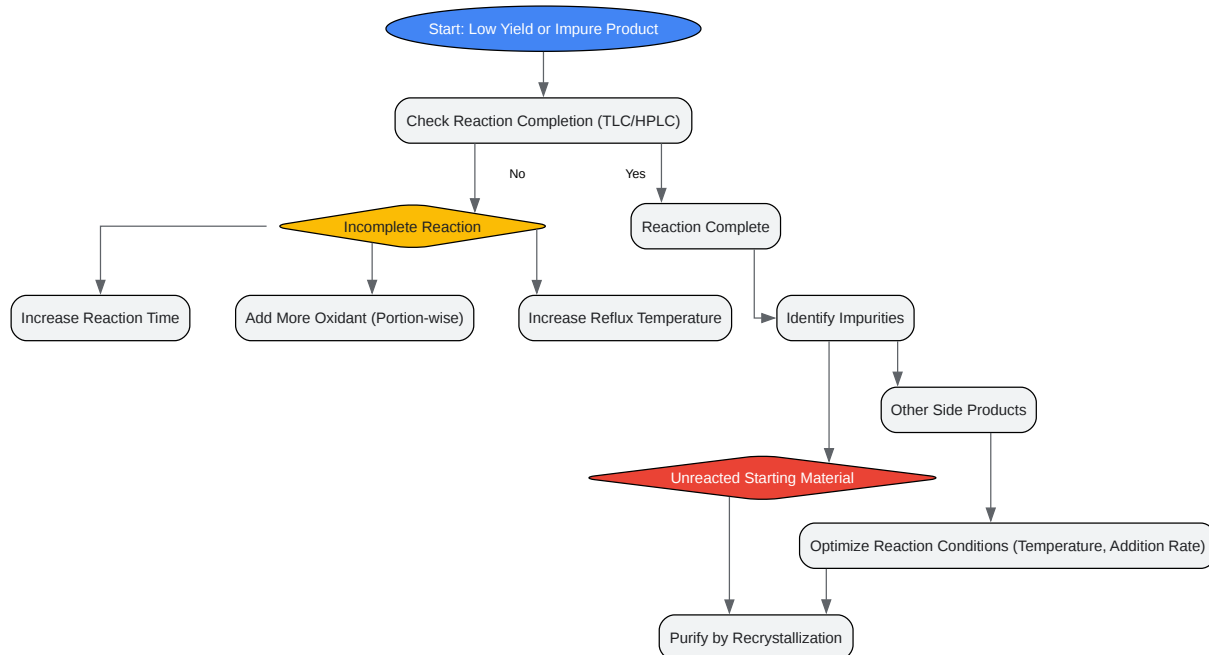 Start: Low Yield or Impure Product
Check Reaction Completion (TLC/HPLC)
No
Yes
Incomplete Reaction
Reaction Complete
Increase Reaction Time
Add More Oxidant (Portion-wise)
Increase Reflux Temperature
Identify Impurities
Other Side Products
Unreacted Starting Material
Optimize Reaction Conditions (Temperature, Addition Rate)
Purify by Recrystallization